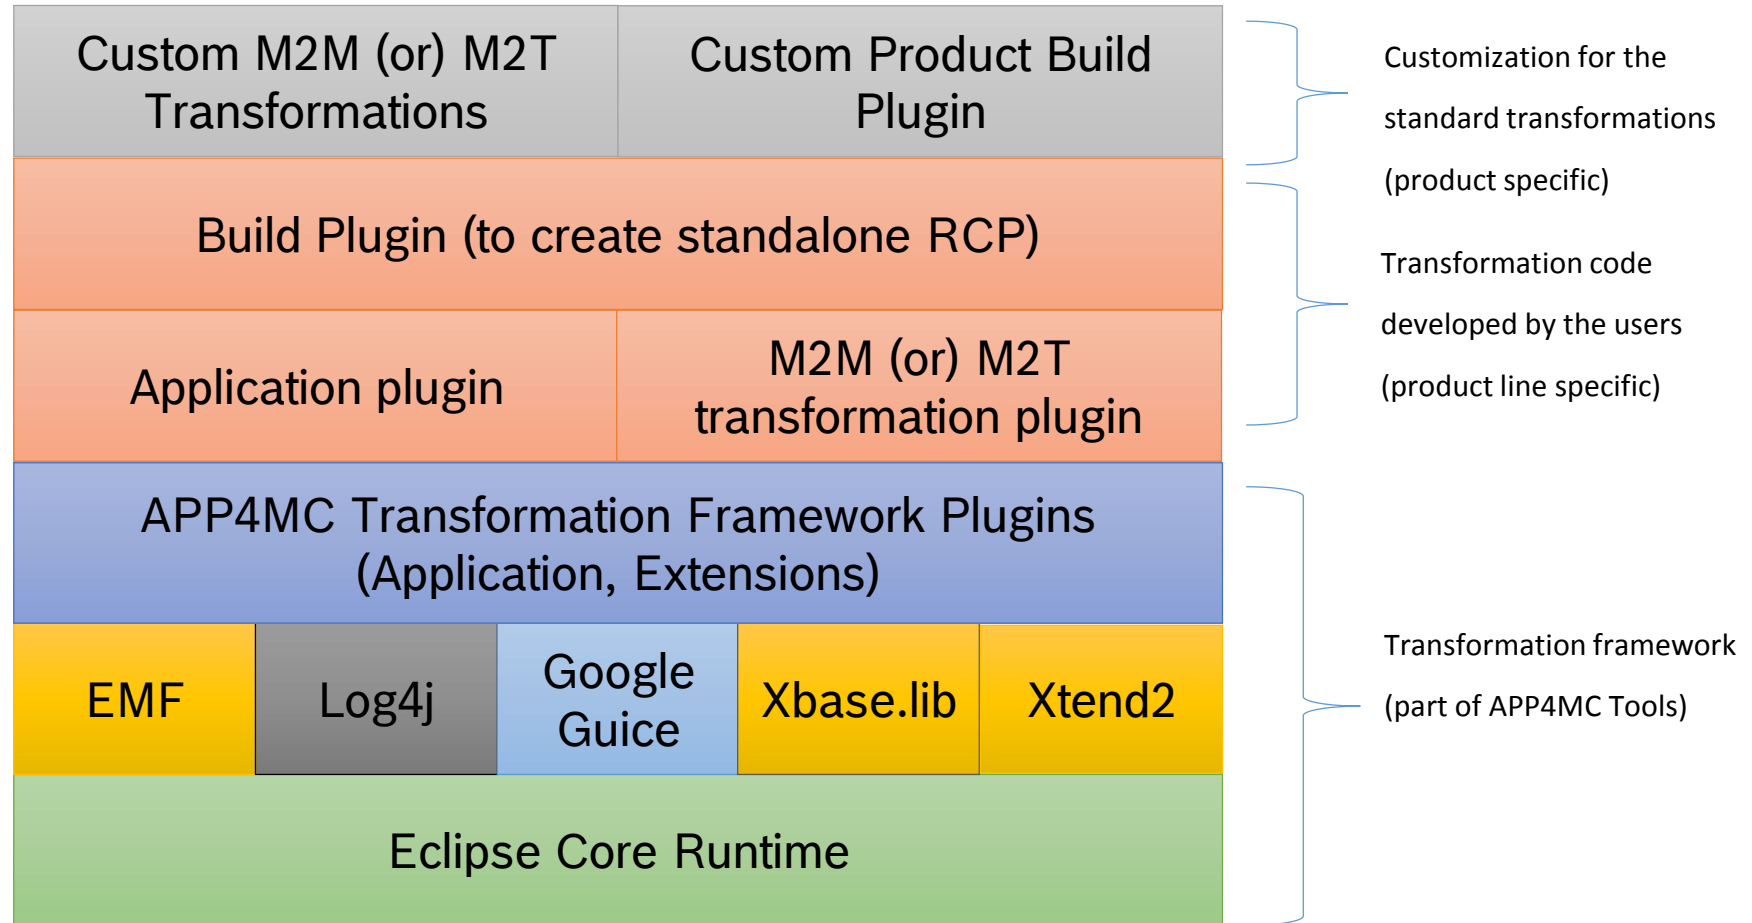 Custom M2M (or) M2T
Transformations
Custom Product Build
Plugin
Customization for the
standard transformations
(product specific)
Build Plugin (to create standalone RCP)
Transformation code
developed by the users
(product line specific)
Application plugin
M2M (or) M2T
transformation plugin
APP4MC Transformation Framework Plugins
(Application, Extensions)
Transformation framework
(part of APP4MC Tools)
EMF
Log4j
Google
Guice
Xbase.lib
Xtend2
Eclipse Core Runtime